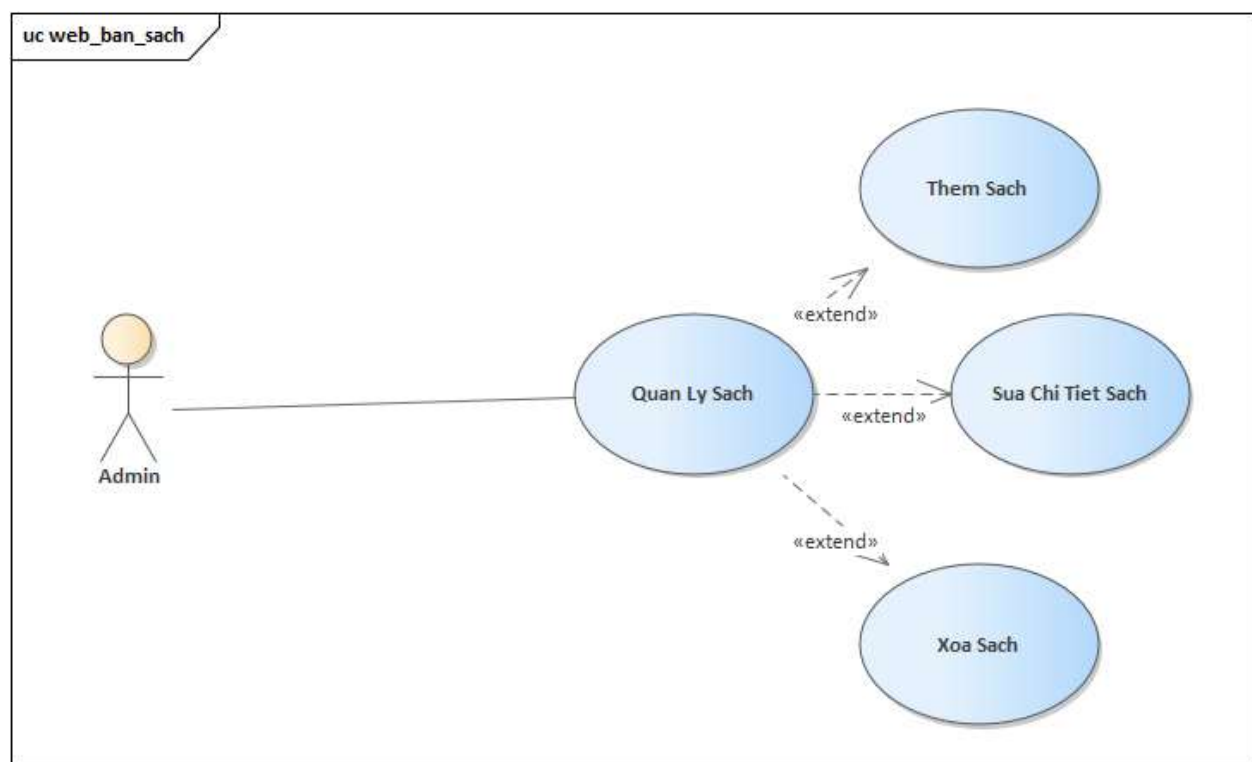 uc web_ban_sach
Them Sach
«extend»
Quan Ly Sach
Sua Chi Tiet Sach
«extend»
Admin
«extend»
Xoa Sach